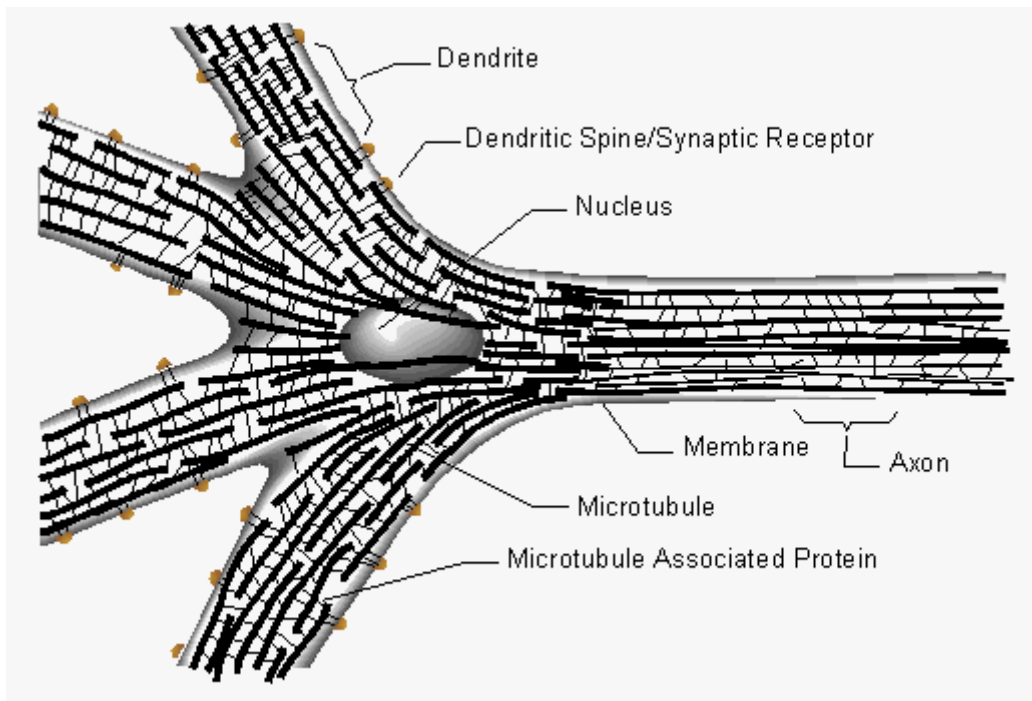 Dendrite
Dendritic Spine/Synaptic Receptor
Nucleus
Membrane
Axon
Microtubule
Microtubule Associated Protein